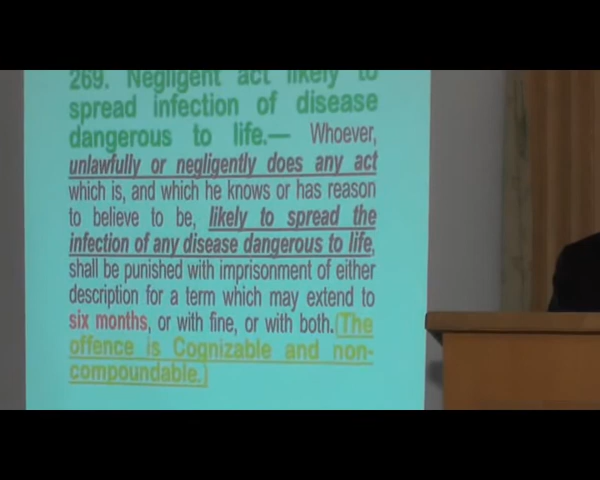 269. Negligent act likely to
spread infection of disease
dangerous to life.— Whoever,
unlawfully or negligently does any act
which is, and which he knows or has reason
to believe to be, likely to spread the
infection of any disease dangerous to life,
shall be punished with imprisonment of either
description for a term which may extend to
six months, or with fine, or with both. (The
offence is Cognizable and non-
compoundable.)